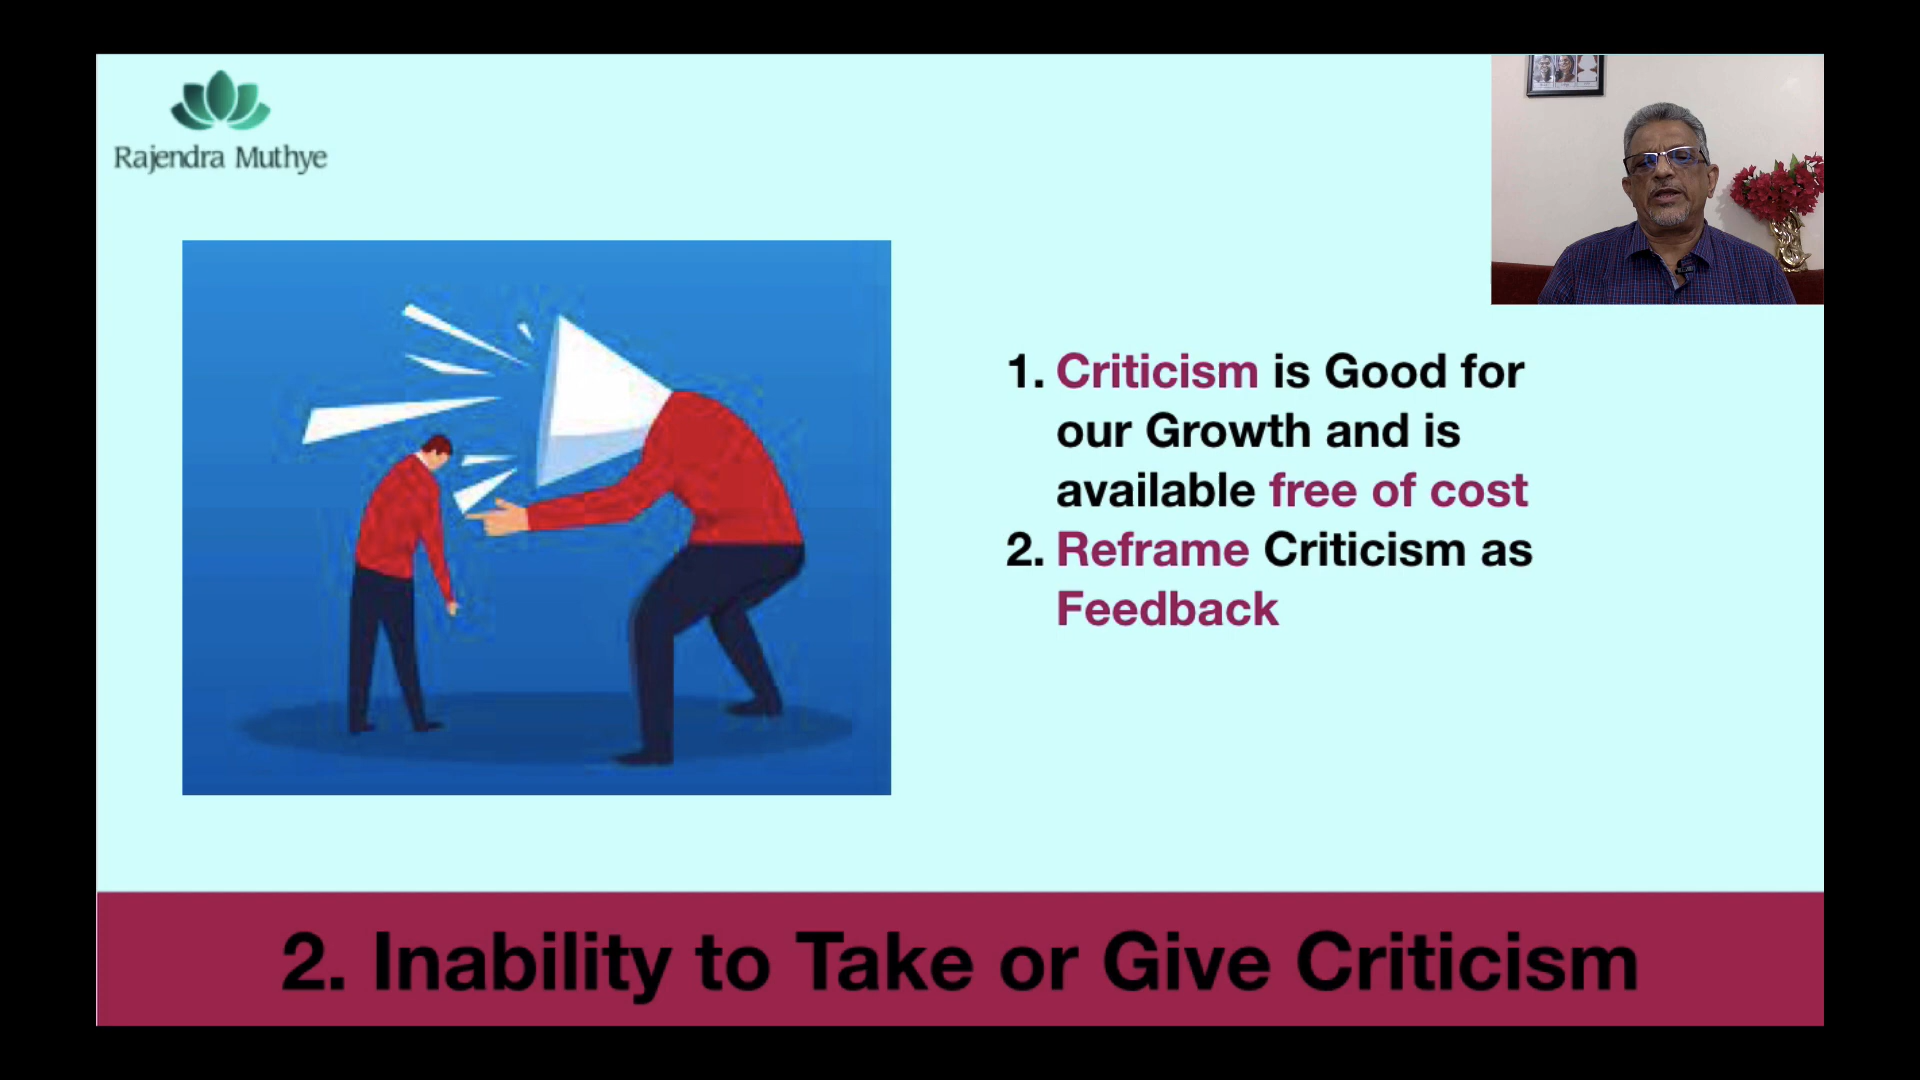 Rajendra Muthye
1. Criticism is Good for
our Growth and is
available free of cost
2. Reframe Criticism as
Feedback
2. Inability to Take or Give Criticism